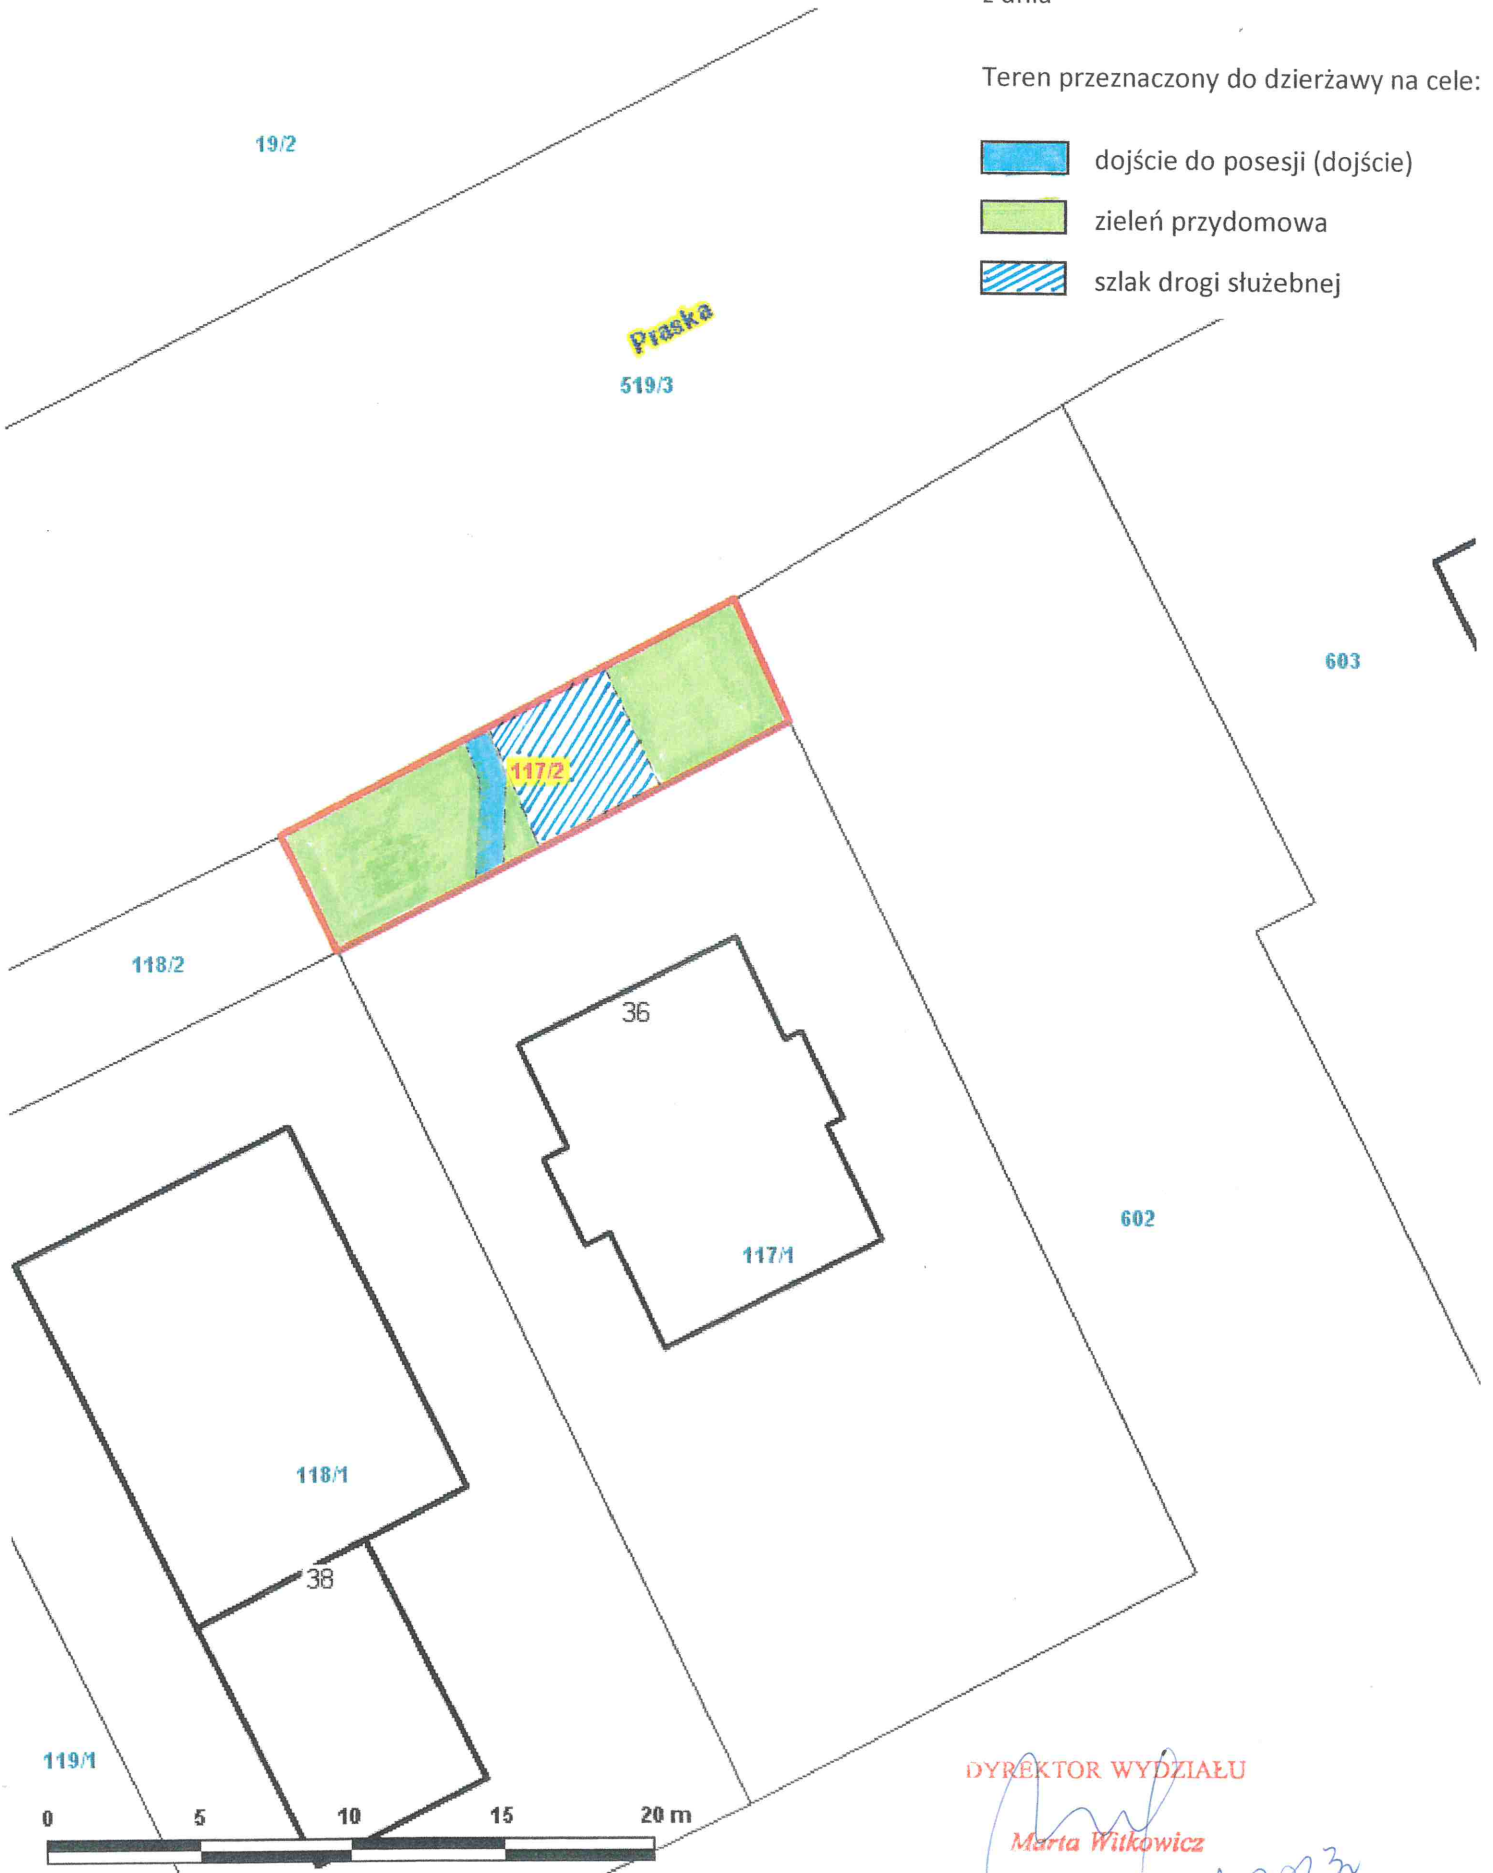 z dnia
Teren przeznaczony do dzierżawy na cele:
dojście do posesji (dojście)
zieleń przydomowa
szlak drogi służebnej
19/2
Praska
519/3
603
117/2
118/2
36
602
117/1
118/1
38
119/1
0 5 10 15 20 m
DYREKTOR WYDZIAŁU
Marta Witkowicz